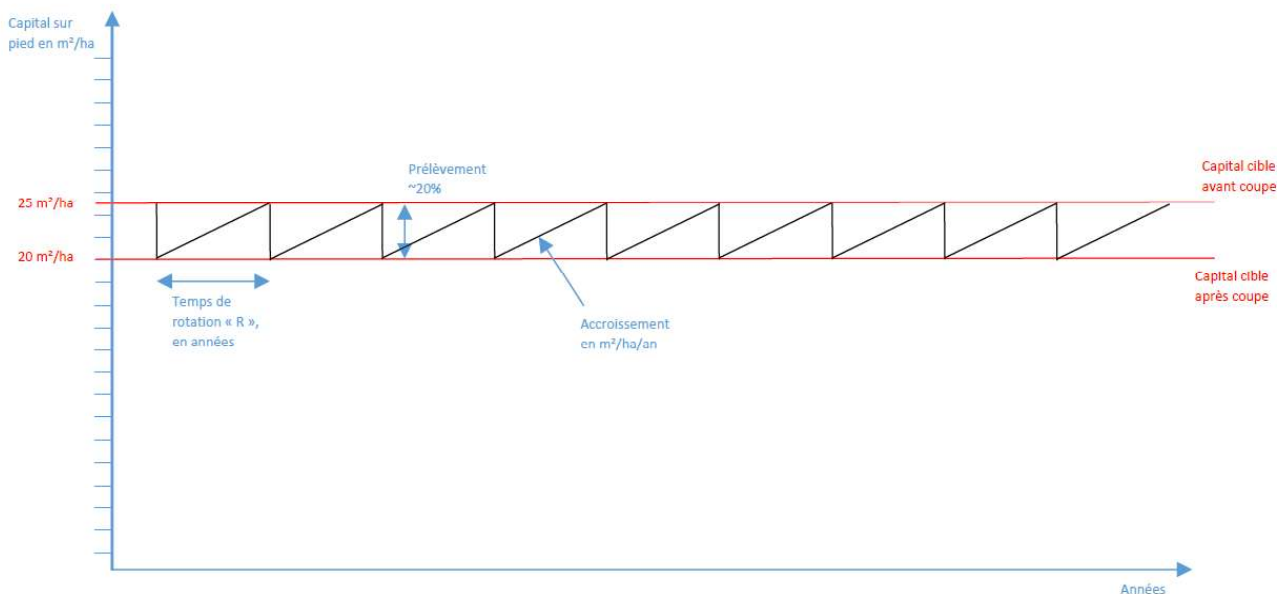 Capital sur
pied en m²/ha
Prélèvement
~20%
Capital cible
avant coupe
25 m²/ha
20 m²/ha
Capital cible
après coupe
Temps de
rotation « R »,
en années
Accroissement
en m²/ha/an
Années